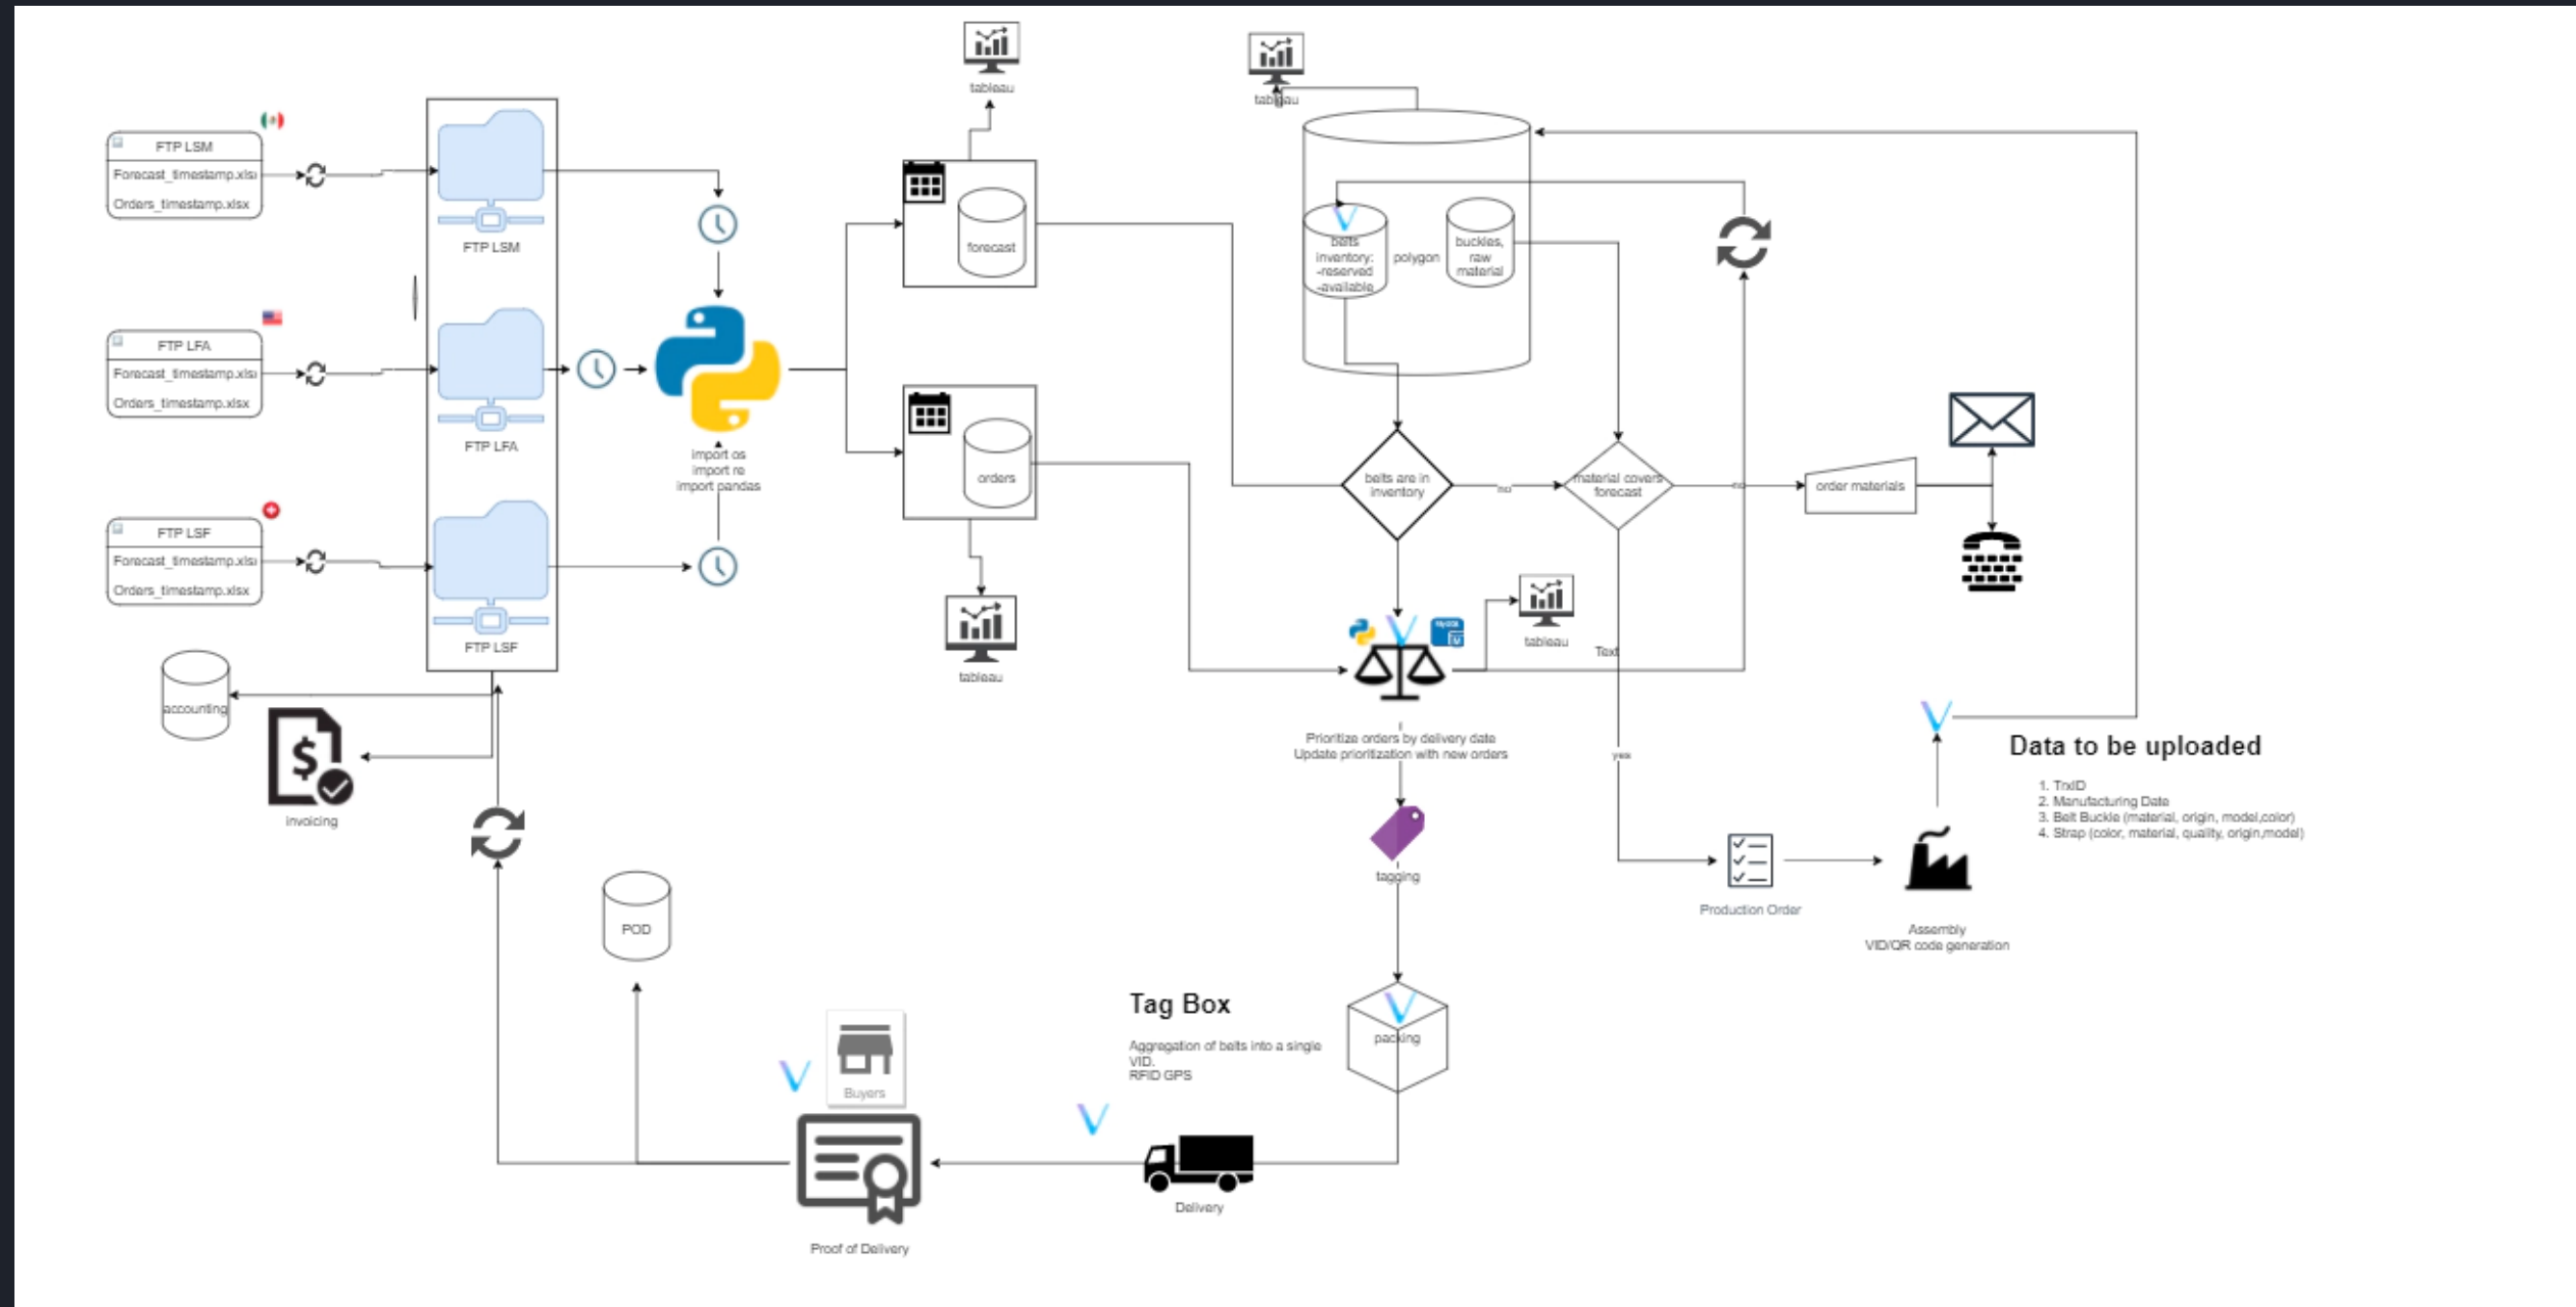 tableau
tableau
FTP LSM
Forecast_timestamp.xls
Orders_timestamp.xlsx
FTP LSM
forecast
belts
inventory:
-reserved
-available
polygon
buckles,
raw
material
FTP LFA
Forecast_timestamp.xls
Orders_timestamp.xlsx
FTP LFA
import os
import re
import pandas
orders
belts are in
inventory
no
material covers
forecast
no
order materials
FTP LSF
Forecast_timestamp.xls
Orders_timestamp.xlsx
FTP LSF
tableau
tableau
Text
accounting
invoicing
Prioritize orders by delivery date
Update prioritization with new orders
yes
Data to be uploaded
1. TrxID
2. Manufacturing Date
3. Belt Buckle (material, origin, model,color)
4. Strap (color, material, quality, origin,model)
tagging
Production Order
Assembly
VID/QR code generation
POD
Tag Box
Aggregation of belts into a single
VID.
RFID GPS
packing
Buyers
Delivery
Proof of Delivery